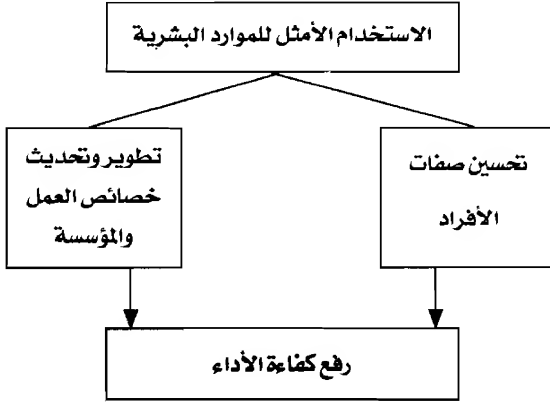 الاستخدام الأمثل للموارد البشرية
تحسين صفات
الأفراد
تطوير وتحديث
خصائص العمل
والمؤسسة
رفع كفاءة الأداء